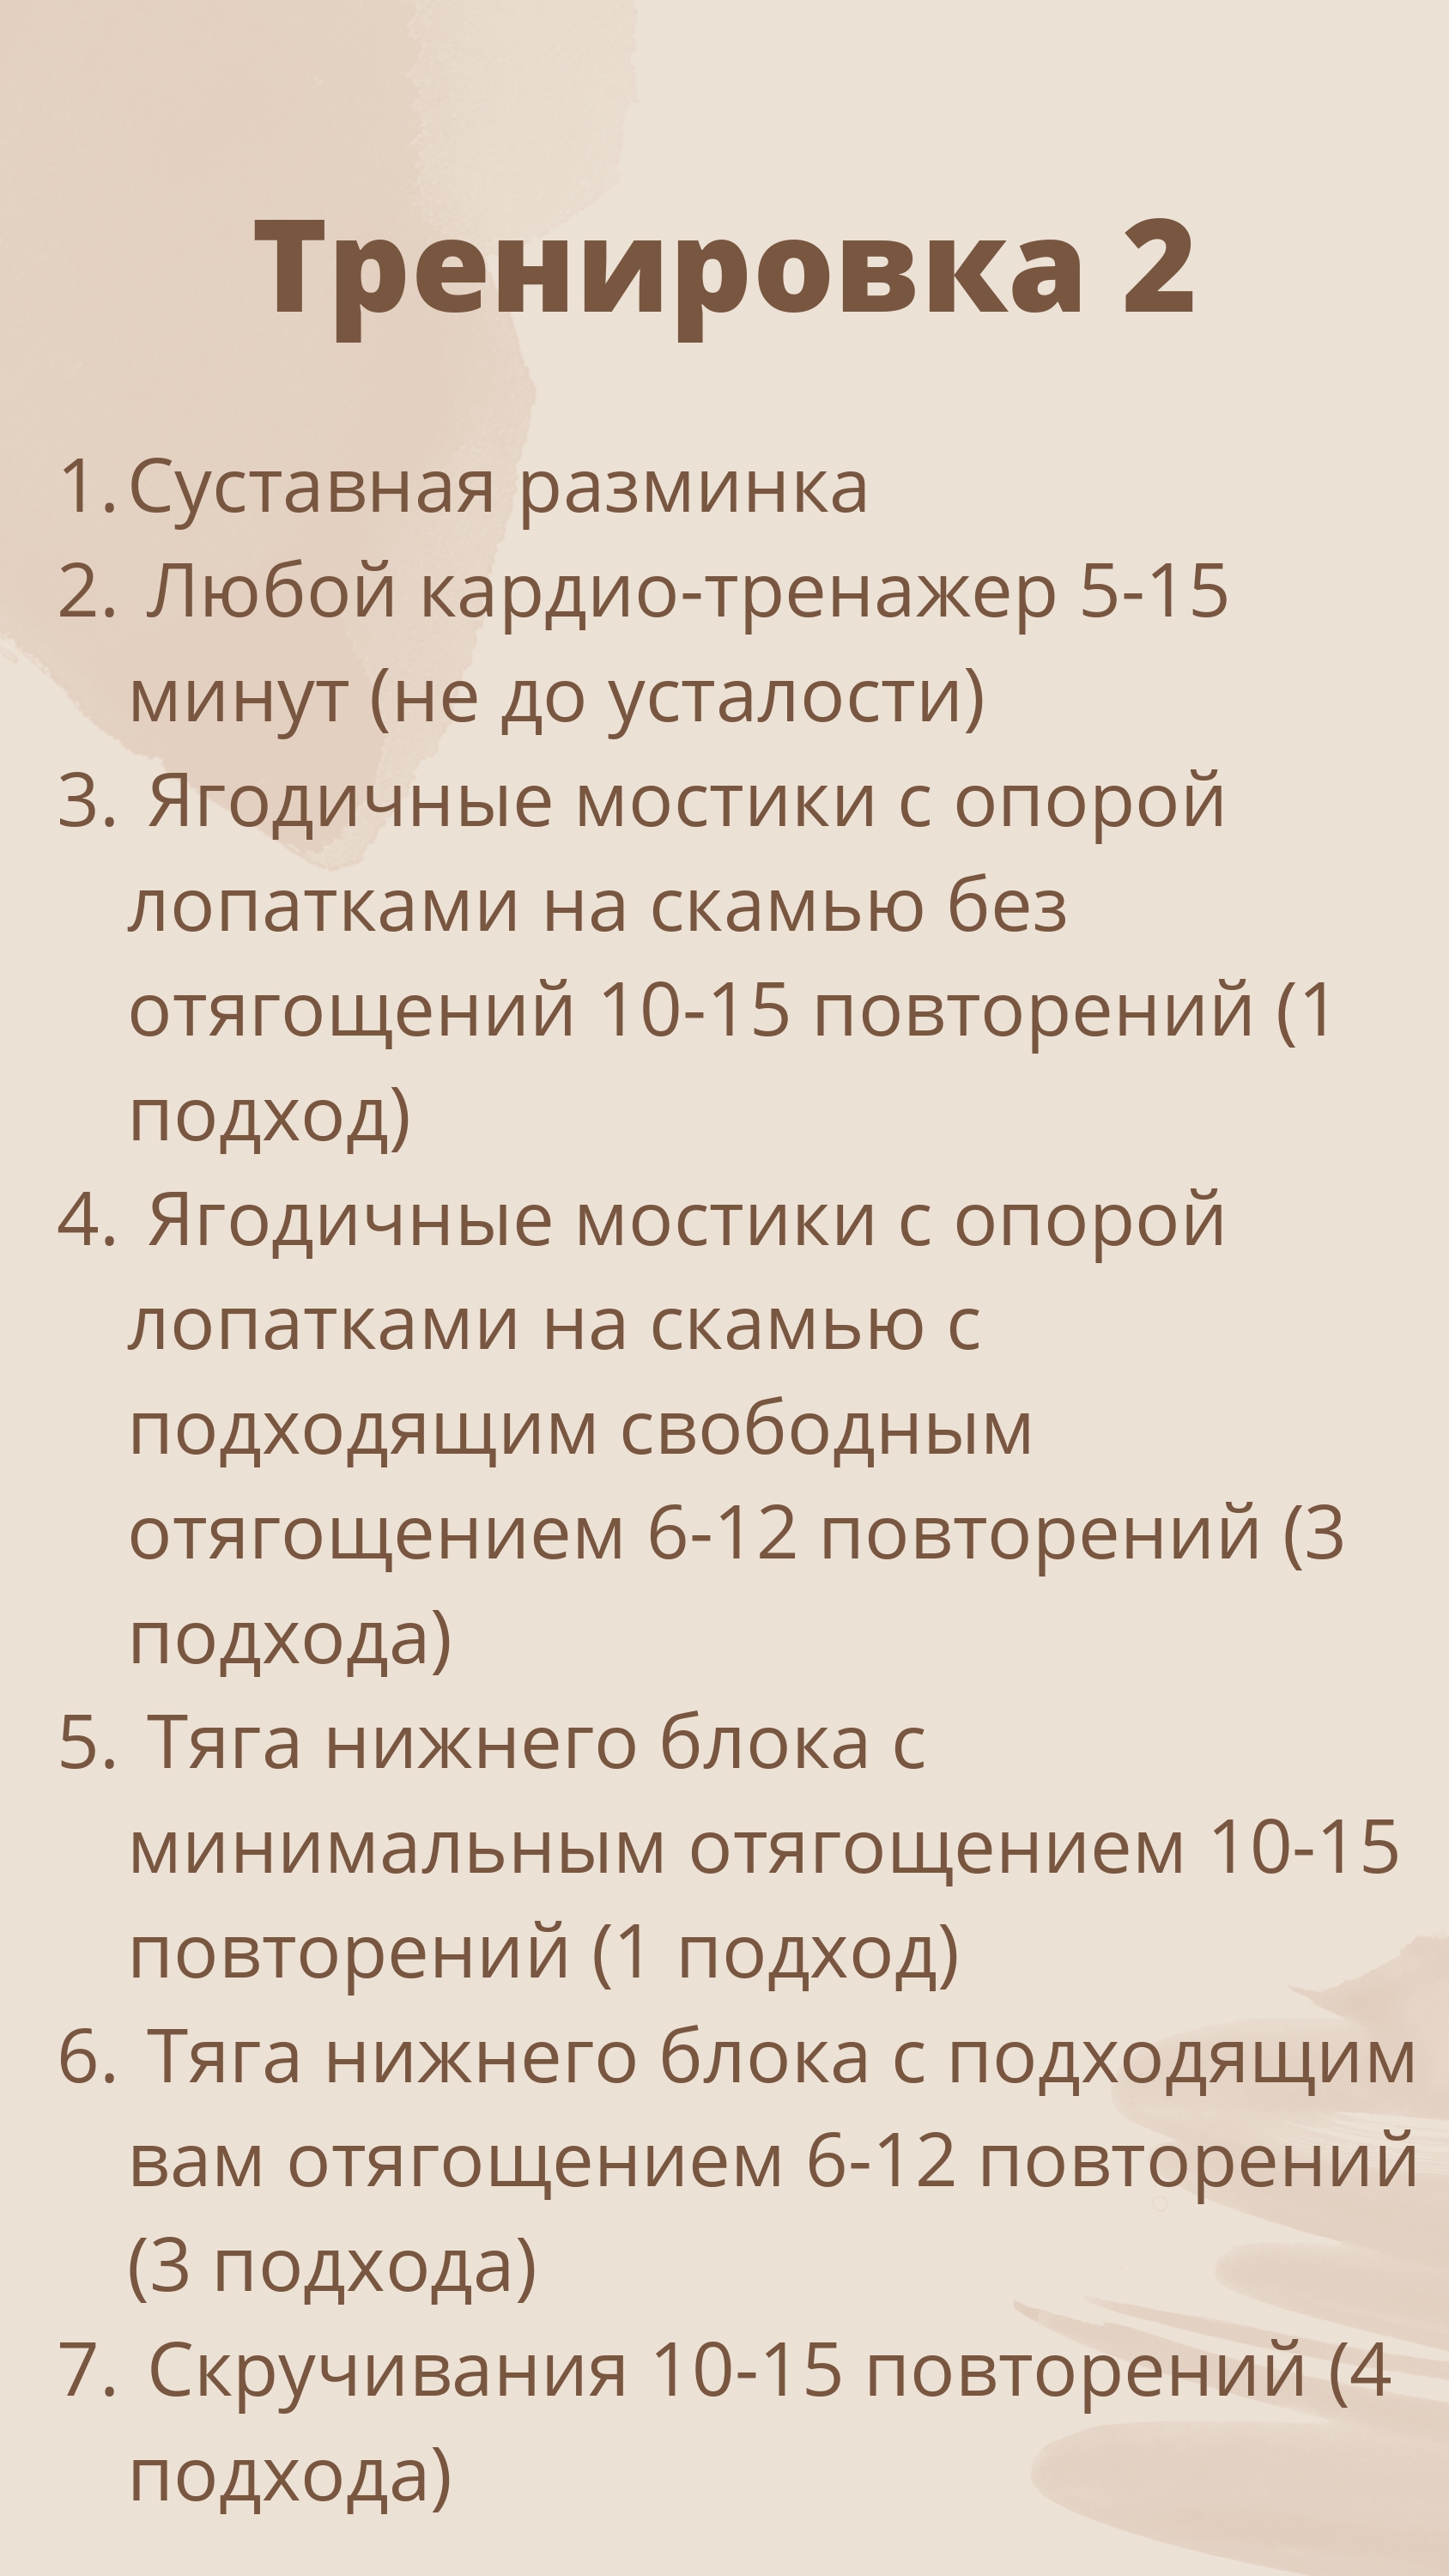 Тренировка 2
1. Суставная разминка
2. Любой кардио-тренажер 5-15
минут (не до усталости)
3. Ягодичные мостики с опорой
лопатками на скамью без
отягощений 10-15 повторений (1
подход)
4. Ягодичные мостики с опорой
лопатками на скамью с
подходящим свободным
отягощением 6-12 повторений (3
подхода)
5. Тяга нижнего блока с
минимальным отягощением 10-15
повторений (1 подход)
6. Тяга нижнего блока с подходящим
вам отягощением 6-12 повторений
(3 подхода)
7. Скручивания 10-15 повторений (4
подхода)